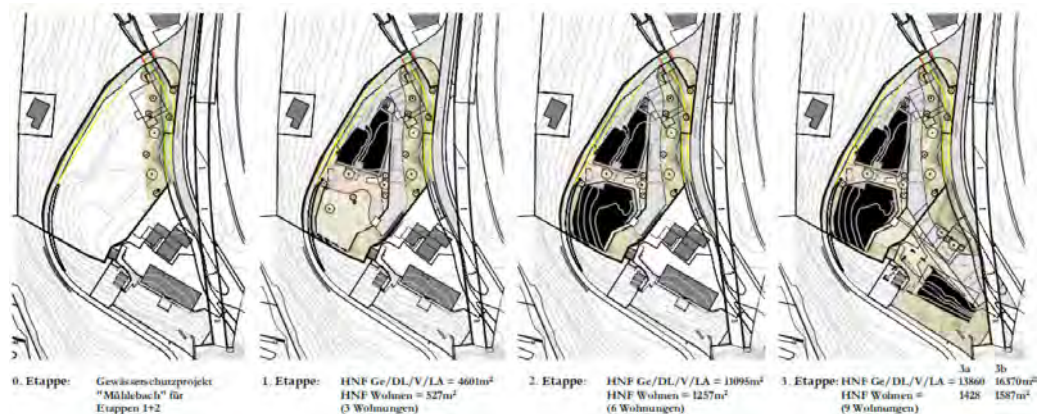 0. Etappe: Gewässerschutzprojekt
"Mühlebach" für
Etappen 1+2
1. Etappe: HNF Ge/DL/V/LA = 4601m²
HNF Wohnen = 527m²
(3 Wohnungen)
2. Etappe: HNF Ge/DL/V/LA = 11095m²
HNF Wohnen = 1257m²
(6 Wohnungen)
3a 3b
3. Etappe: HNF Ge/DL/V/LA = 13860 16370m²
HNF Wohnen = 1428 1587m²
(9 Wohnungen)